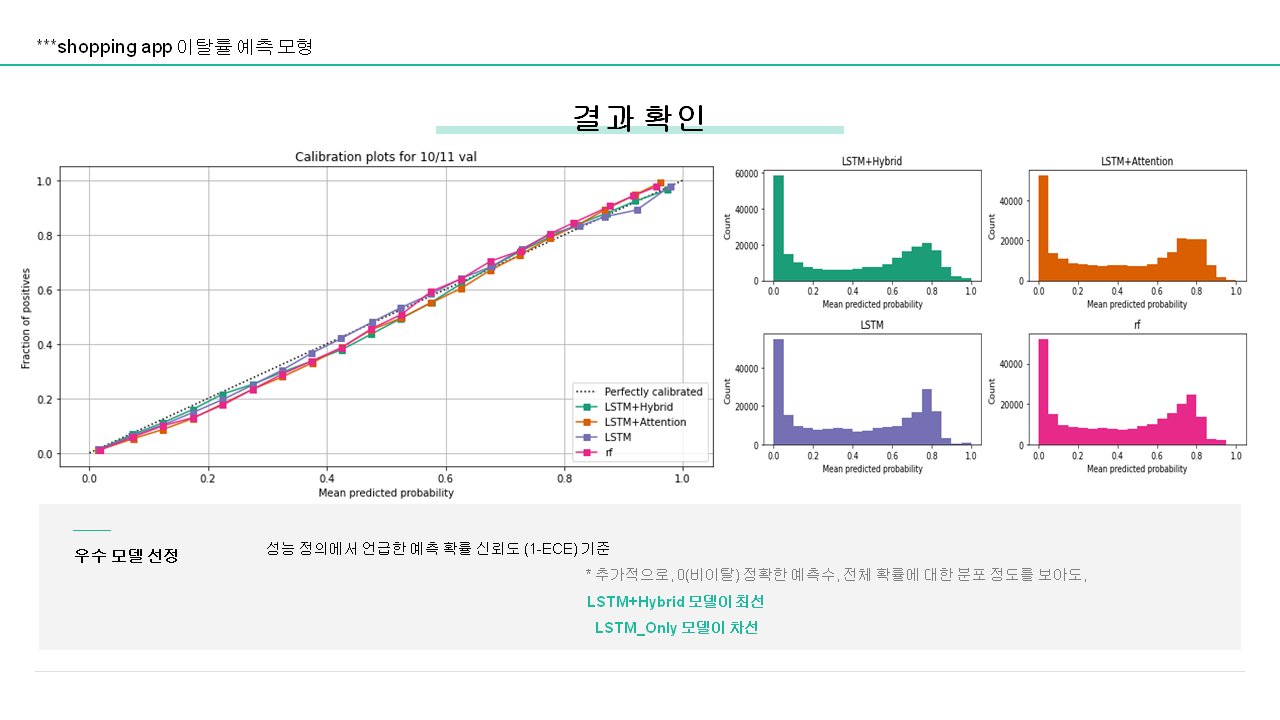 ***shopping app 이탈률 예측 모형
결과 확인
Calibration plots for 10/11 val
Fraction of positives
1.0
0.8
0.6
0.4
0.2
0.0
0.0 0.2 0.4 0.6 0.8 1.0
Mean predicted probability
Perfectly calibrated
LSTM+Hybrid
LSTM+Attention
LSTM
rf
LSTM+Hybrid
Count
60000
40000
20000
0
0.0 0.2 0.4 0.6 0.8 1.0
Mean predicted probability
LSTM+Attention
Count
40000
20000
0
0.0 0.2 0.4 0.6 0.8 1.0
Mean predicted probability
LSTM
Count
40000
20000
0
0.0 0.2 0.4 0.6 0.8 1.0
Mean predicted probability
rf
Count
40000
20000
0
0.0 0.2 0.4 0.6 0.8 1.0
Mean predicted probability
우수 모델 선정
성능 정의에서 언급한 예측 확률 신뢰도 (1-ECE) 기준
* 추가적으로, 0(비이탈) 정확한 예측수, 전체 확률에 대한 분포 정도를 보아도,
LSTM+Hybrid 모델이 최선
LSTM_Only 모델이 차선